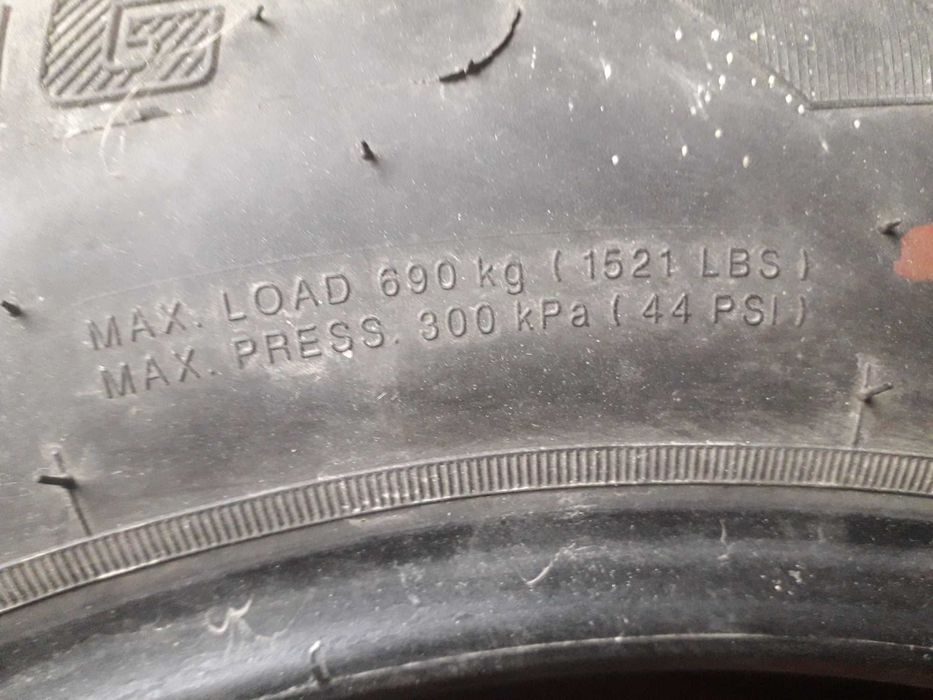 G
MAX. LOAD 690 kg ( 1521 LBS )
MAX. PRESS. 300 kPa ( 44 PSI )